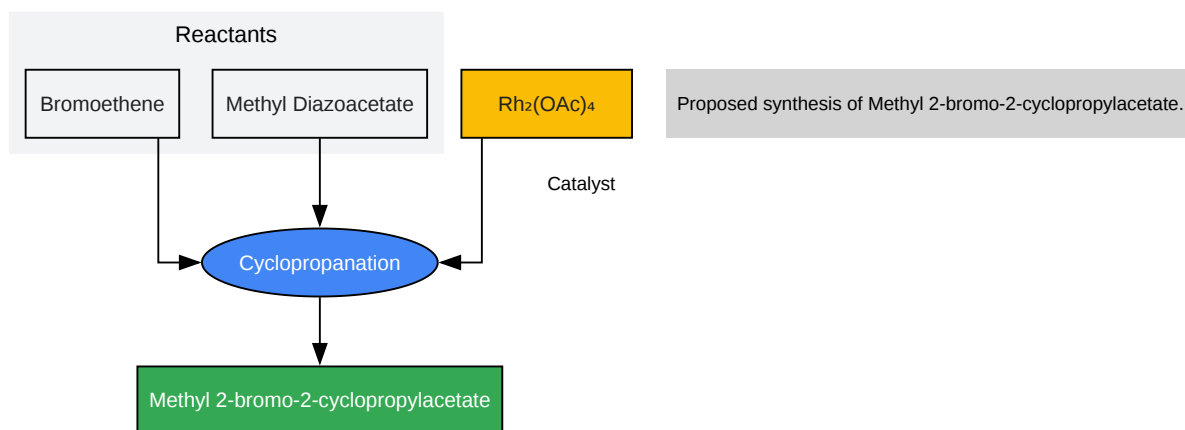 Reactants
Bromoethene
Methyl Diazoacetate
Rh₂(OAc)₄
Proposed synthesis of Methyl 2-bromo-2-cyclopropylacetate.
Catalyst
Cyclopropanation
Methyl 2-bromo-2-cyclopropylacetate